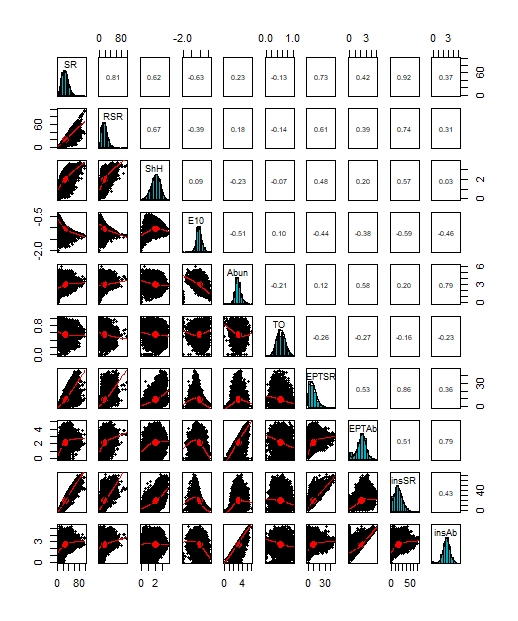 0 80 -2.0 0.0 1.0 0 3 0 3
SR 0.81 0.62 -0.63 0.23 -0.13 0.73 0.42 0.92 0.37 0 60
0 60 RSR 0.67 -0.39 0.18 -0.14 0.61 0.39 0.74 0.31
ShH 0.09 -0.23 -0.07 0.48 0.20 0.57 0.03 0 2
-2.0 -0.5 E10 -0.51 0.10 -0.44 -0.38 -0.59 -0.46
Abun -0.21 0.12 0.58 0.20 0.79 0 3 6
0.0 0.8 TO -0.26 -0.27 -0.16 -0.23
EPTSR 0.53 0.86 0.36 0 30
0 2 4 EPTAb 0.51 0.79
insSR 0.43 0 40
0 3 insAb
0 80 0 2 0 4 0 30 0 50